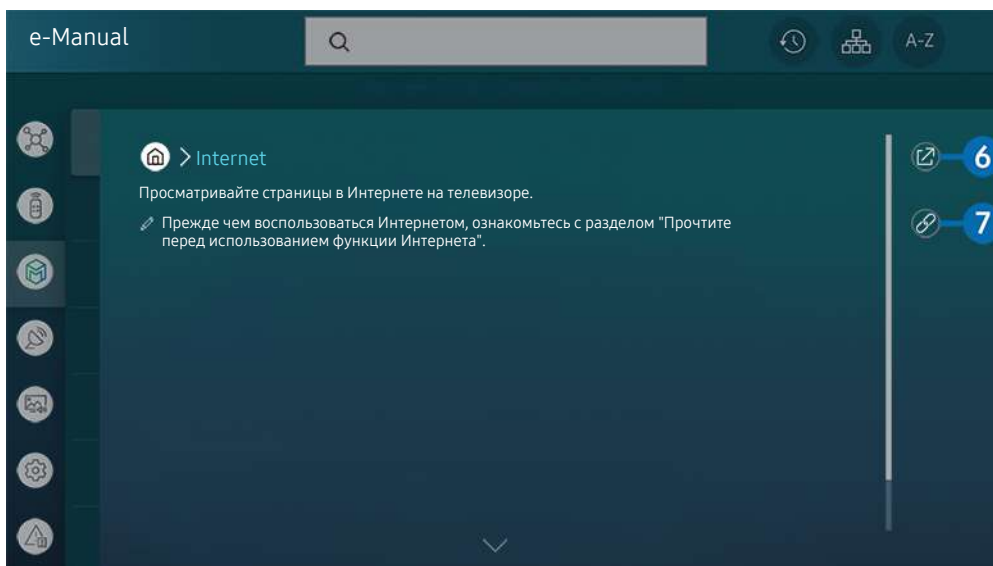 e-Manual
A-Z
Internet
6
Просматривайте страницы в Интернете на телевизоре.
Прежде чем воспользоваться Интернетом, ознакомьтесь с разделом "Прочтите
перед использованием функции Интернета".
7